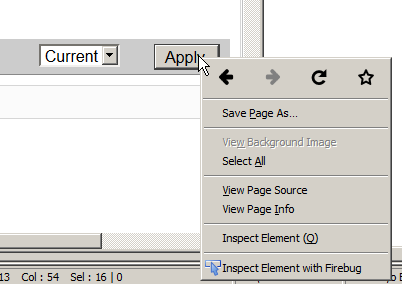 Current Apply
Save Page As...
View Background Image
Select All
View Page Source
View Page Info
Inspect Element (Q)
Inspect Element with Firebug
13 Col : 54 Sel : 16 | 0